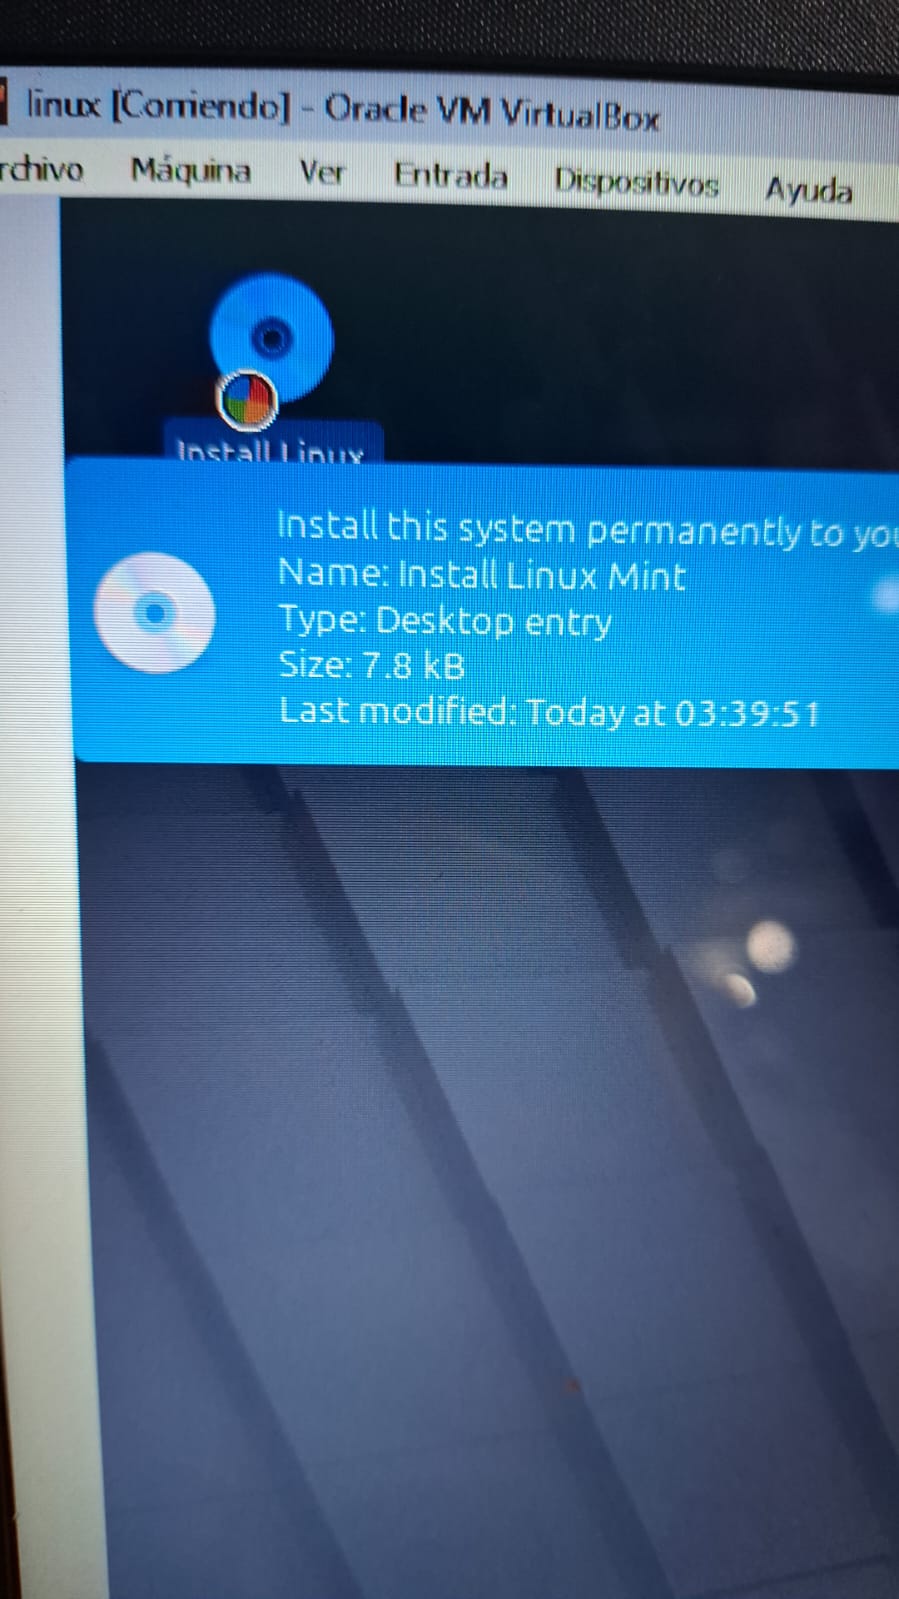 linux [Corriendo] - Oracle VM VirtualBox
rchivo Máquina Ver Entrada Dispositivos Ayuda
Install Linux
Install this system permanently to you
Name: Install Linux Mint
Type: Desktop entry
Size: 7.8 kB
Last modified: Today at 03:39:51